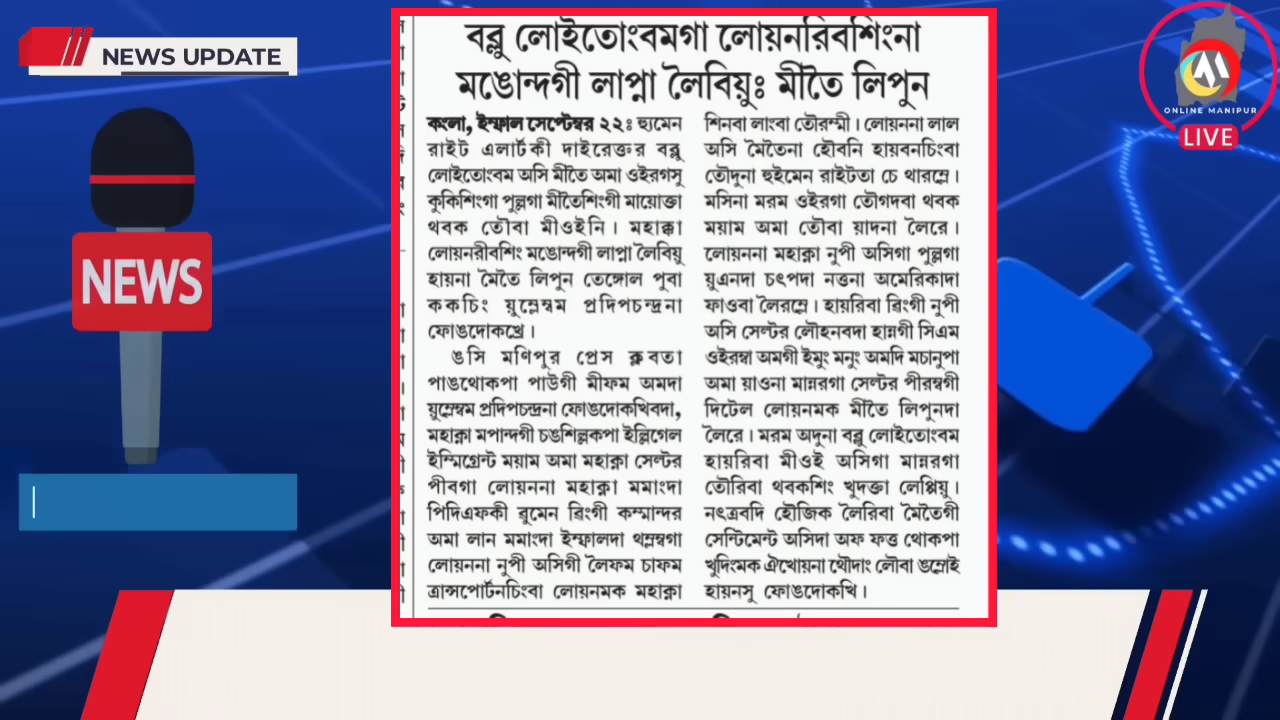 NEWS UPDATE
NEWS
ONLINE MANIPUR
LIVE
বব্লু লোইতোংবমগা লোয়নরিবশিংনা
মঙোন্দগী লাপ্না লৈবিয়ুঃ মীতৈ লিপুন
কংলা, ইম্ফাল সেপ্টেম্বর ২২ঃ হ্যুমেন
রাইট এলার্টকী দাইরেক্তর বব্লু
লোইতোংবম অসি মীতৈ অমা ওইরগসু
কুকিশিংগা পুল্লগা মীতৈশিংগী মায়োক্তা
থবক তৌবা মীওইনি। মহাক্কা
লোয়নরীবশিং মঙোন্দগী লাপ্না লৈবিয়ু
হায়না মৈতৈ লিপুন তেঙ্গোল পূবা
ককচিং য়ুম্লেম্বম প্রদিপচন্দ্রনা
ফোঙদোকখ্রে।
ঙসি মণিপুর প্রেস ক্লবতা
পাঙথোকপা পাউগী মীফম অমদা
য়ুম্লেম্বম প্রদিপচন্দ্রনা ফোঙদোকখিবদা,
মহাক্না মপান্দগী চঙশিল্লকপা ইল্লিগেল
ইম্মিগ্রেন্ট ময়াম অমা মহাক্না সেল্টর
পীবগা লোয়ননা মহাক্না মমাংদা
পিদিএফকী ৱুমেন ৱিংগী কম্মান্দর
অমা লান মমাংদা ইম্ফালদা থম্লম্বগা
লোয়ননা নুপী অসিগী লৈফম চাফম
ত্রান্সপোর্টনচিংবা লোয়নমক মহাক্না
শিনবা লাংবা তৌরম্মী। লোয়ননা লাল
অসি মৈতৈনা হৌবনি হায়বনচিংবা
তৌদুনা হুইমেন রাইটতা চে থারম্লে।
মসিনা মরম ওইরগা তৌগদবা থবক
ময়াম অমা তৌবা য়াদনা লৈরে।
লোয়ননা মহাক্না নুপী অসিগা পুল্লগা
য়ুএনদা চৎপদা নত্তনা অমেরিকাদা
ফাওবা লৈরম্লে। হায়রিবা ৱিংগী নুপী
অসি সেল্টর লৌহনবদা হান্নগী সিএম
ওইরম্বা অমগী ইমুং মনুং অমদি মচানুপা
অমা য়াওনা মান্নরগা সেল্টর পীরম্বগী
দিটেল লোয়নমক মীতৈ লিপুনদা
লৈরে। মরম অদুনা বব্লু লোইতোংবম
হায়রিবা মীওই অসিগা মান্নরগা
তৌরিবা থবকশিং খুদক্তা লেপ্পিয়ু।
নৎত্রবদি হৌজিক লৈরিবা মৈতৈগী
সেন্টিমেন্ট অসিদা অফ ফত্ত থোকপা
খুদিংমক ঐখোয়না থৌদাং লৌবা ঙম্লোই
হায়নসু ফোঙদোকখি।